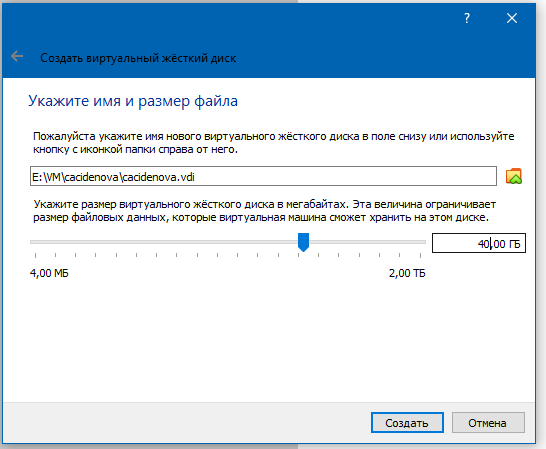 ?
Создать виртуальный жёсткий диск
Укажите имя и размер файла
Пожалуйста укажите имя нового виртуального жёсткого диска в поле снизу или используйте
кнопку с иконкой папки справа от него.
E:\VM\cacidenova\cacidenova.vdi
Укажите размер виртуального жёсткого диска в мегабайтах. Эта величина ограничивает
размер файловых данных, которые виртуальная машина сможет хранить на этом диске.
40,00 ГБ
4,00 МБ 2,00 ТБ
Создать Отмена